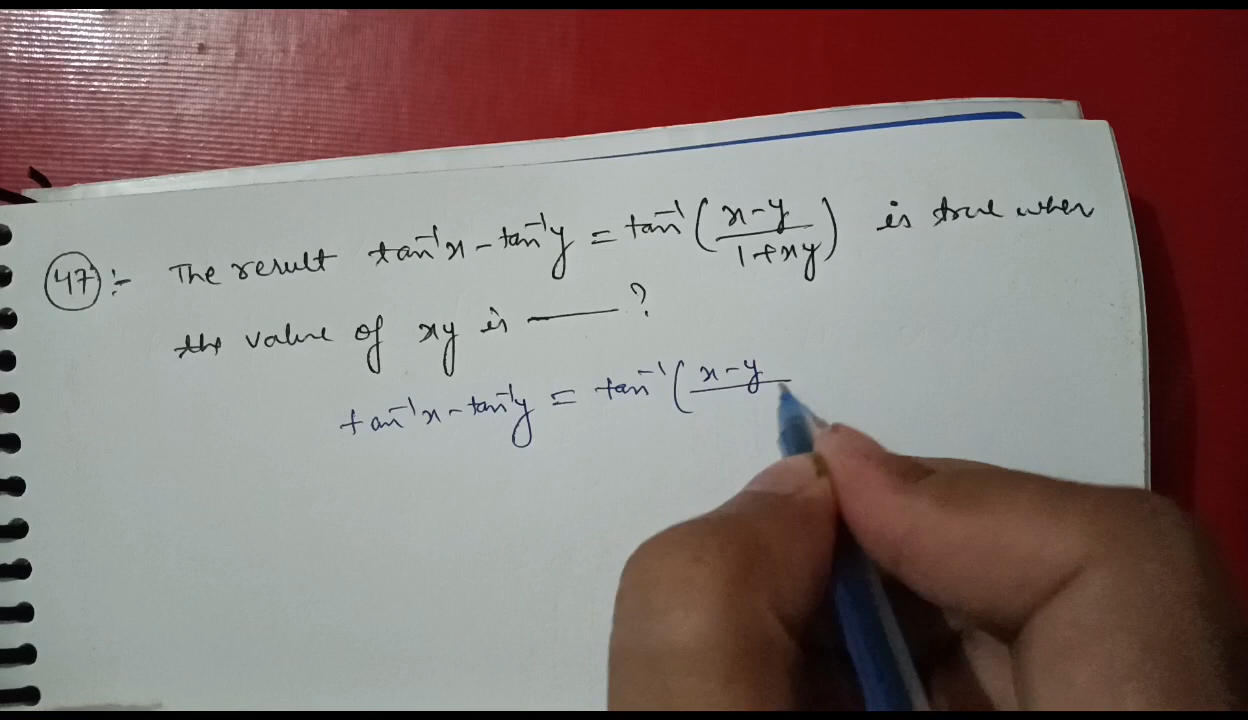 47 :- The result tan⁻¹x - tan⁻¹y = tan⁻¹(x-y/1+xy) is true when
the value of xy is —— ?
tan⁻¹x - tan⁻¹y = tan⁻¹(x-y